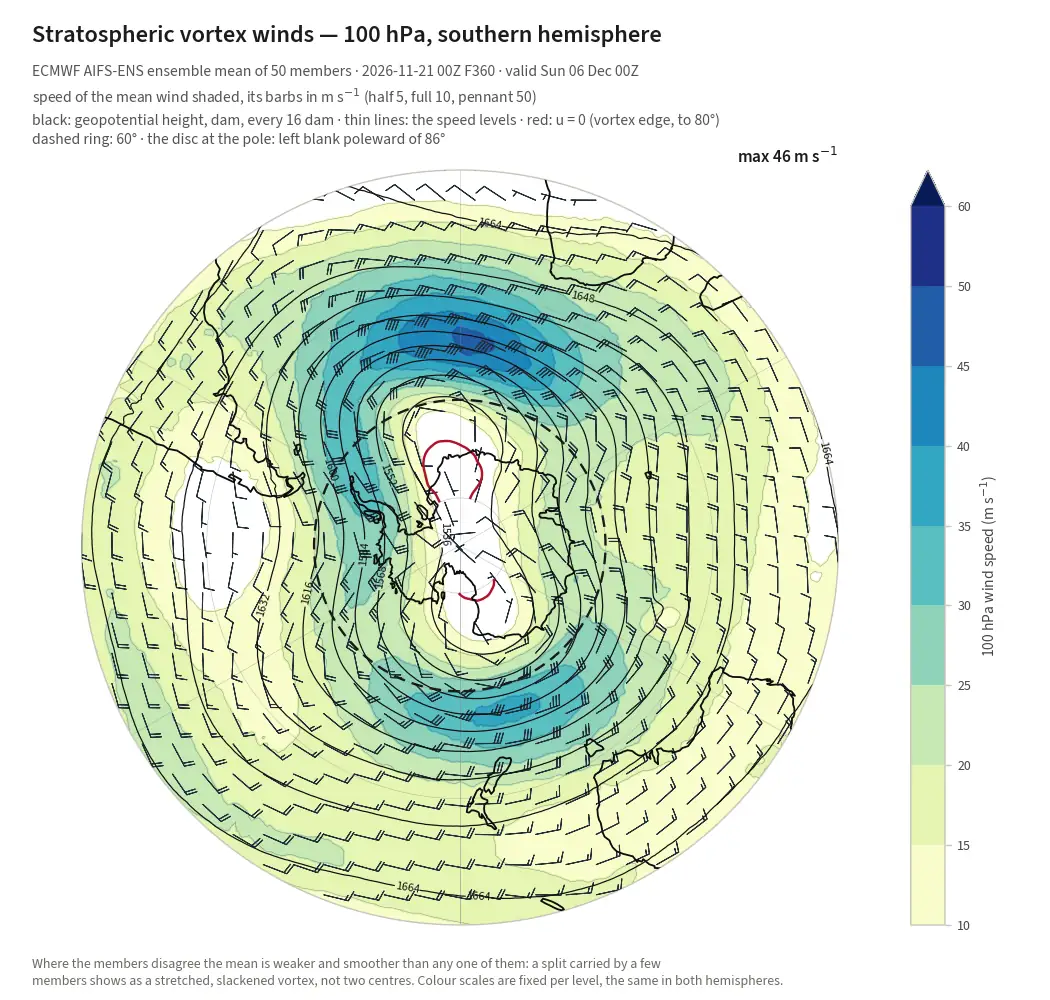 Stratospheric vortex winds — 100 hPa, southern hemisphere
ECMWF AIFS-ENS ensemble mean of 50 members · 2026-11-21 00Z F360 · valid Sun 06 Dec 00Z
speed of the mean wind shaded, its barbs in m s⁻¹ (half 5, full 10, pennant 50)
black: geopotential height, dam, every 16 dam · thin lines: the speed levels · red: u = 0 (vortex edge, to 80°)
dashed ring: 60° · the disc at the pole: left blank poleward of 86°
max 46 m s⁻¹
1664
1648
1664
1600
1536
1584
1568
1616
1632
1664
1664
60
50
45
40
35
30
25
20
15
10
100 hPa wind speed (m s⁻¹)
Where the members disagree the mean is weaker and smoother than any one of them: a split carried by a few
members shows as a stretched, slackened vortex, not two centres. Colour scales are fixed per level, the same in both hemispheres.